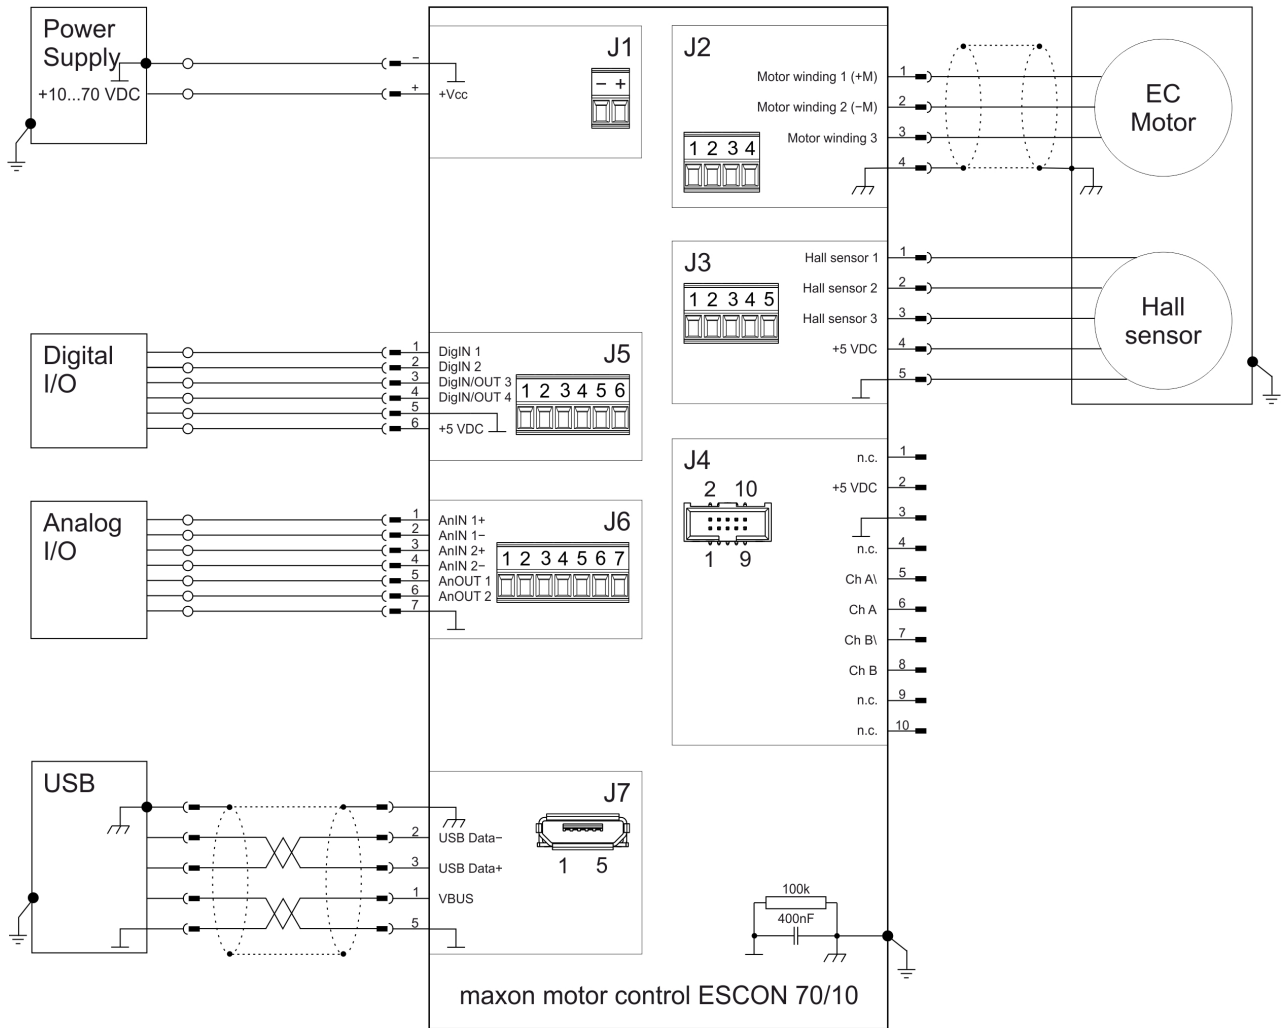 Power
Supply
+10...70 VDC
−
+
+Vcc
J1
− +
J2
Motor winding 1 (+M)
1
Motor winding 2 (−M)
2
Motor winding 3
3
4
1 2 3 4
EC
Motor
J3
Hall sensor 1
1
Hall sensor 2
2
Hall sensor 3
3
+5 VDC
4
5
1 2 3 4 5
Hall
sensor
Digital
I/O
1
DigIN 1
2
DigIN 2
3
DigIN/OUT 3
4
DigIN/OUT 4
5
6
+5 VDC
J5
1 2 3 4 5 6
J4
2 10
1 9
n.c.
1
+5 VDC
2
3
n.c.
4
Ch A\
5
Ch A
6
Ch B\
7
Ch B
8
n.c.
9
n.c.
10
Analog
I/O
1
AnIN 1+
2
AnIN 1−
3
AnIN 2+
4
AnIN 2−
5
AnOUT 1
6
AnOUT 2
7
J6
1 2 3 4 5 6 7
USB
2
USB Data−
3
USB Data+
1
VBUS
5
J7
1 5
100k
400nF
maxon motor control ESCON 70/10